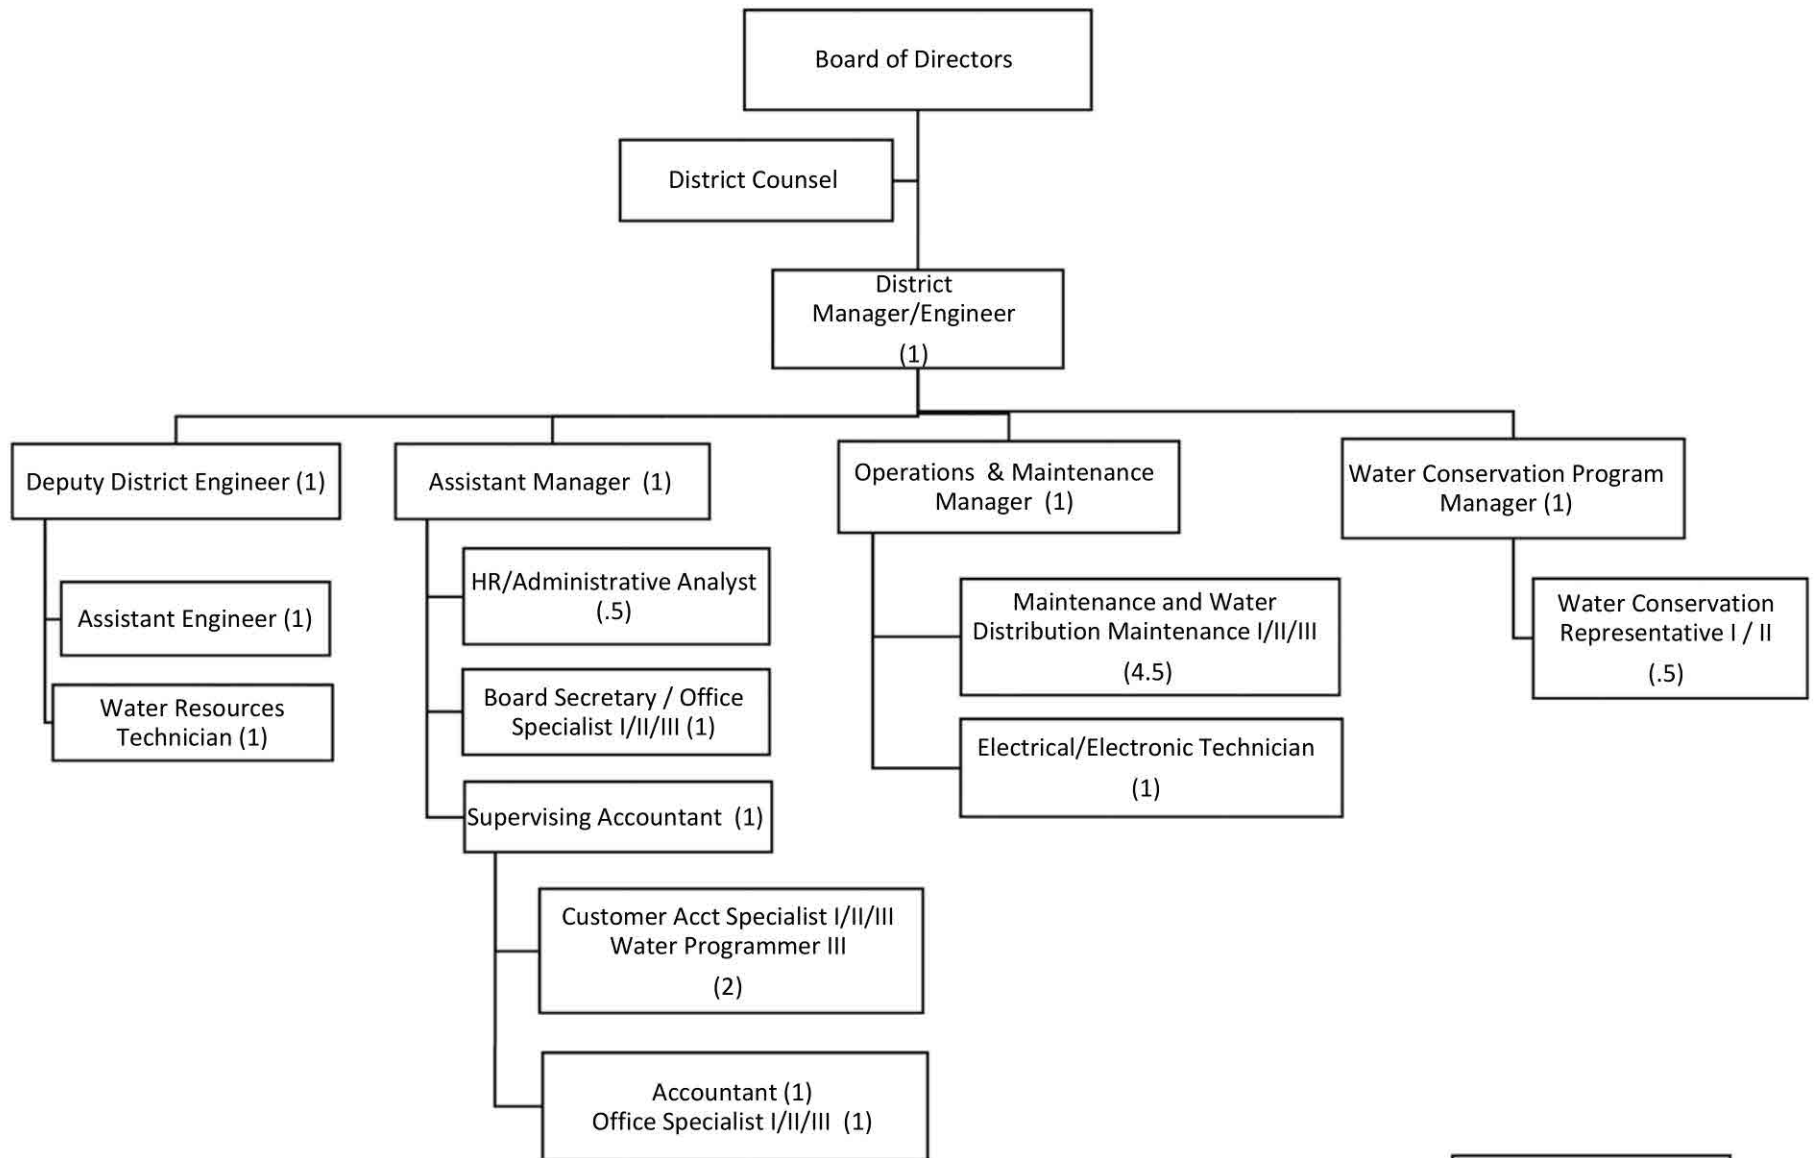 Board of Directors
District Counsel
District
Manager/Engineer
(1)
Deputy District Engineer (1)
Assistant Engineer (1)
Water Resources
Technician (1)
Assistant Manager (1)
HR/Administrative Analyst
(.5)
Board Secretary / Office
Specialist I/II/III (1)
Supervising Accountant (1)
Customer Acct Specialist I/II/III
Water Programmer III
(2)
Accountant (1)
Office Specialist I/II/III (1)
Operations & Maintenance
Manager (1)
Maintenance and Water
Distribution Maintenance I/II/III
(4.5)
Electrical/Electronic Technician
(1)
Water Conservation Program
Manager (1)
Water Conservation
Representative I / II
(.5)